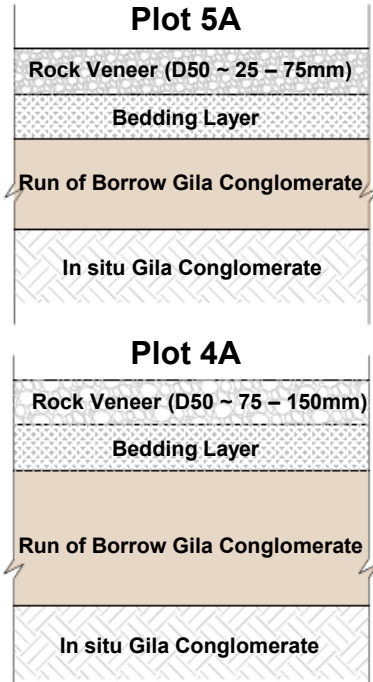 Plot 5A
Rock Veneer (D50 ~ 25 – 75mm)
Bedding Layer
Run of Borrow Gila Conglomerate
In situ Gila Conglomerate
Plot 4A
Rock Veneer (D50 ~ 75 – 150mm)
Bedding Layer
Run of Borrow Gila Conglomerate
In situ Gila Conglomerate